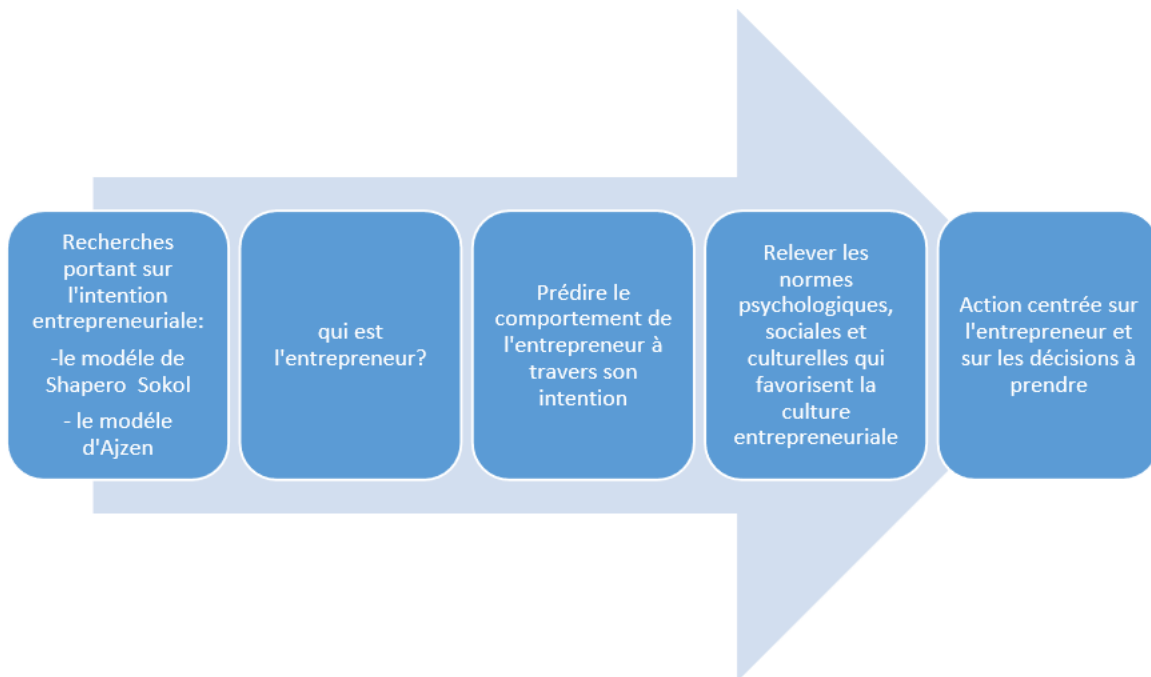 Recherches
portant sur
l'intention
entrepreneuriale:
-le modéle de
Shapero Sokol
- le modéle
d'Ajzen
qui est
l'entrepreneur?
Prédire le
comportement de
l'entrepreneur à
travers son
intention
Relever les
normes
psychologiques,
sociales et
culturelles qui
favorisent la
culture
entrepreneuriale
Action centrée sur
l'entrepreneur et
sur les décisions à
prendre